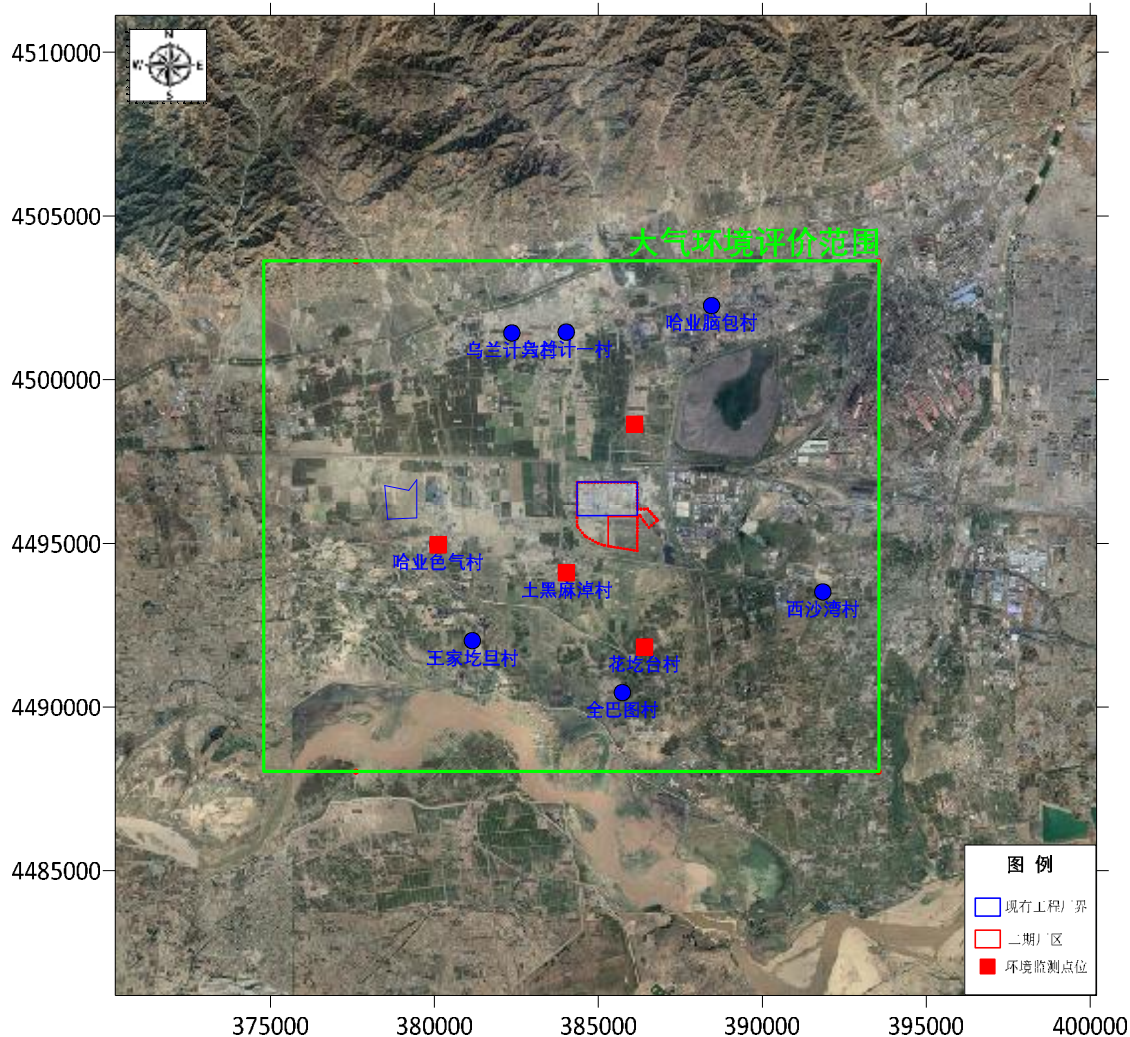 4510000
N
W E
S
4505000
大气环境评价范围
哈业脑包村
4500000
乌兰计
计一村
4495000
哈业色气村
土黑麻淖村
西沙湾村
王家圪旦村
花圪台村
4490000
全巴图村
4485000
图 例
现有工程厂界
二期厂区
环境监测点位
375000
380000
385000
390000
395000
400000